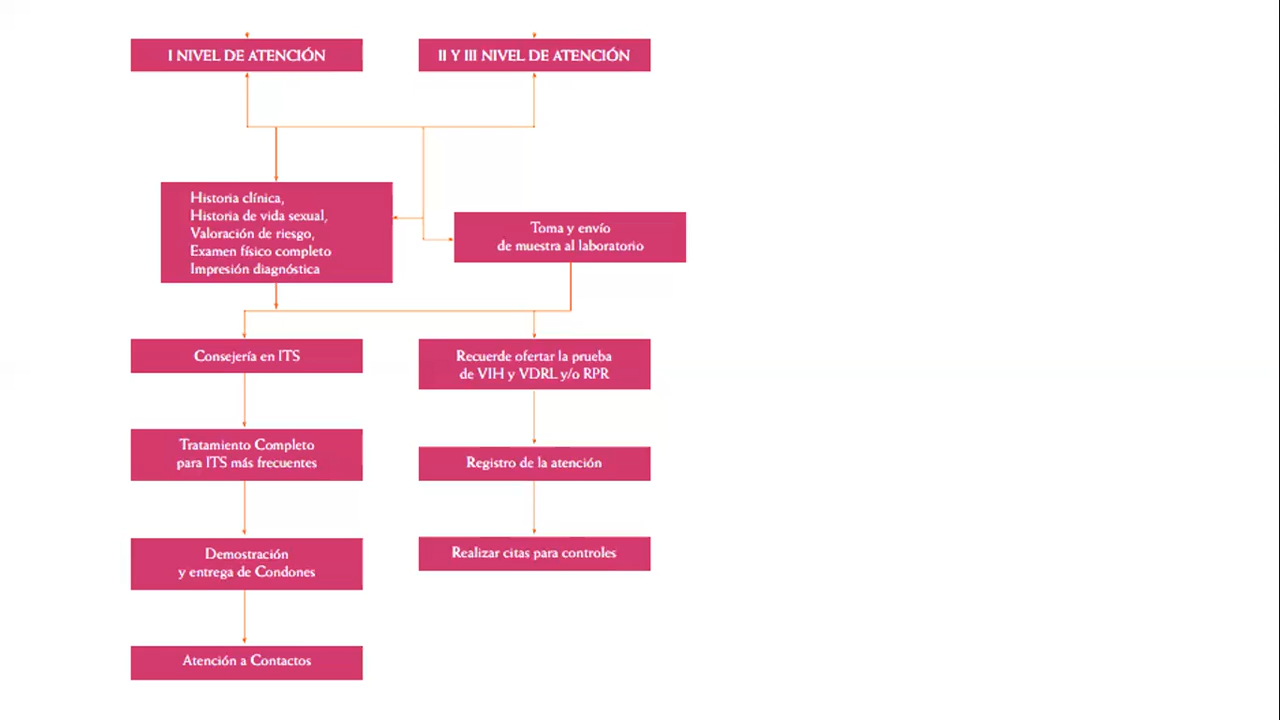 I NIVEL DE ATENCIÓN
II Y III NIVEL DE ATENCIÓN
Historia clínica,
Historia de vida sexual,
Valoración de riesgo,
Examen físico completo
Impresión diagnóstica
Toma y envío
de muestra al laboratorio
Consejería en ITS
Recuerde ofertar la prueba
de VIH y VDRL y/o RPR
Tratamiento Completo
para ITS más frecuentes
Registro de la atención
Demostración
y entrega de Condones
Realizar citas para controles
Atención a Contactos